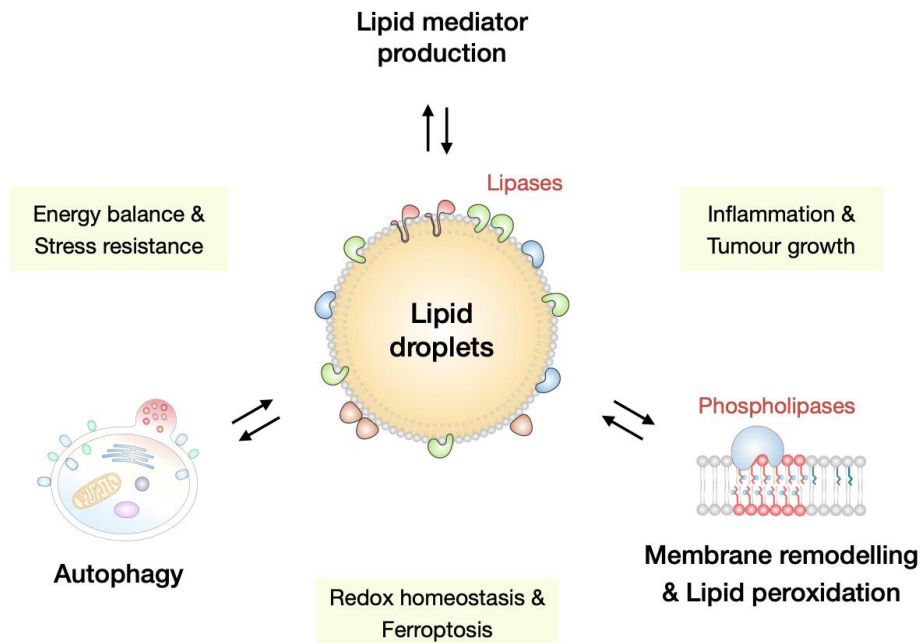 Lipid mediator
production
Lipases
Energy balance &
Stress resistance
Inflammation &
Tumour growth
Lipid
droplets
Phospholipases
Autophagy
Membrane remodelling
& Lipid peroxidation
Redox homeostasis &
Ferroptosis